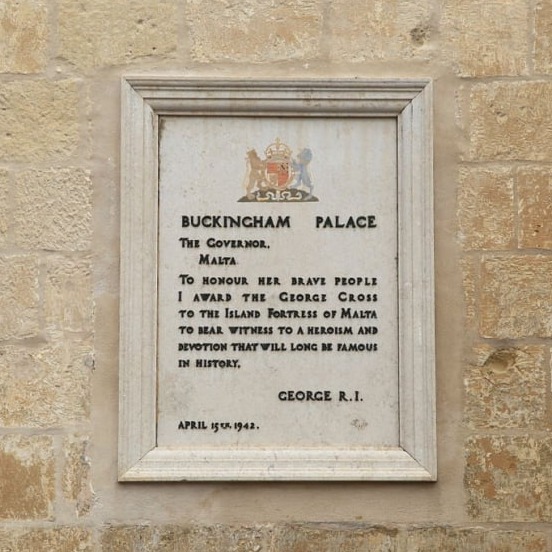 BUCKINGHAM PALACE
THE GOVERNOR,
MALTA
TO HONOUR HER BRAVE PEOPLE
I AWARD THE GEORGE CROSS
TO THE ISLAND FORTRESS OF MALTA
TO BEAR WITNESS TO A HEROISM AND
DEVOTION THAT WILL LONG BE FAMOUS
IN HISTORY.
GEORGE R.I.
APRIL 15TH. 1942.